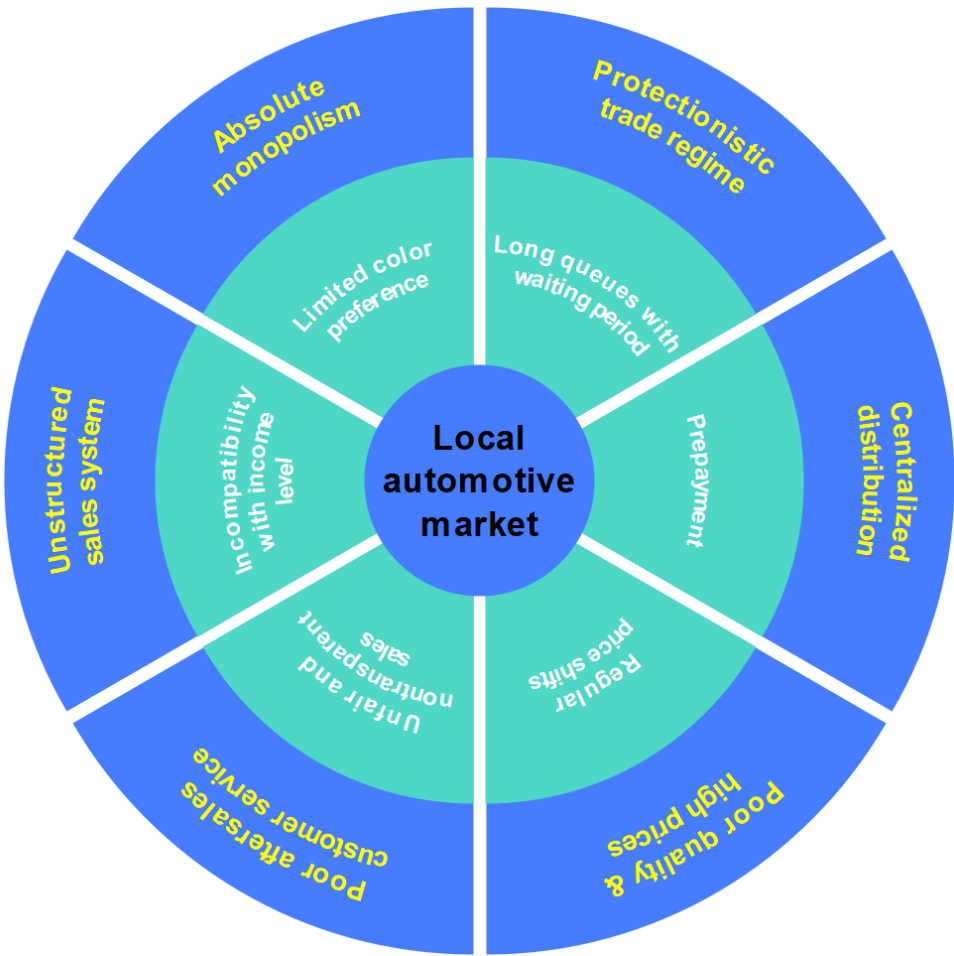 Local
automotive
market
Protectionistic
trade regime
Centralized
distribution
Poor quality &
high prices
Poor aftersales
customer service
Unstructured
sales system
Absolute
monopolism
Long queues with
waiting period
Prepayment
Regular
price shifts
Unfair and
nontransparent
sales
Incompatibility
with income
level
Limited color
preference